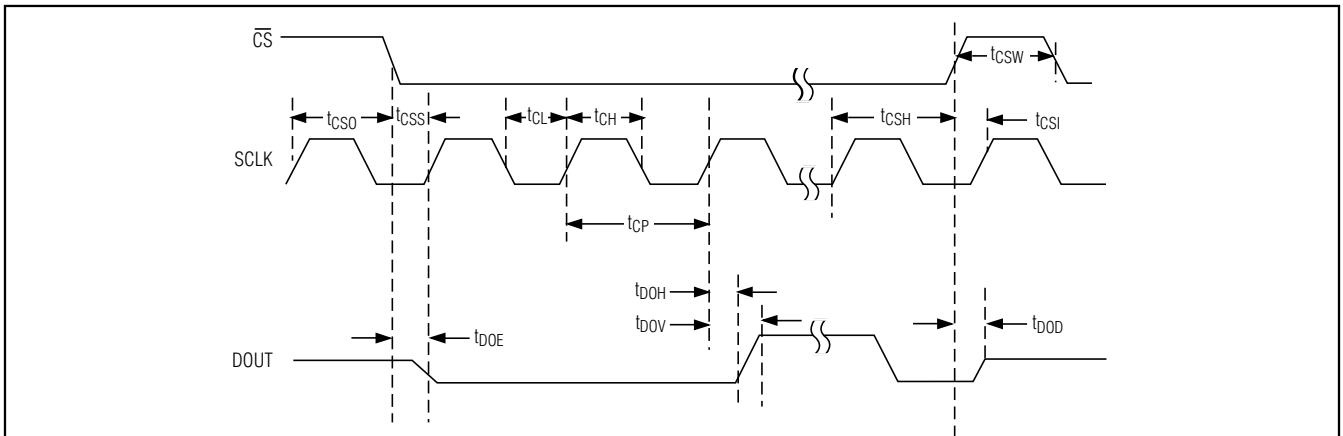 CS
tCSW
tCSO
tCSS
tCL
tCH
tCSH
tCSI
SCLK
tCP
tDOH
tDOV
tDOE
tDOD
DOUT